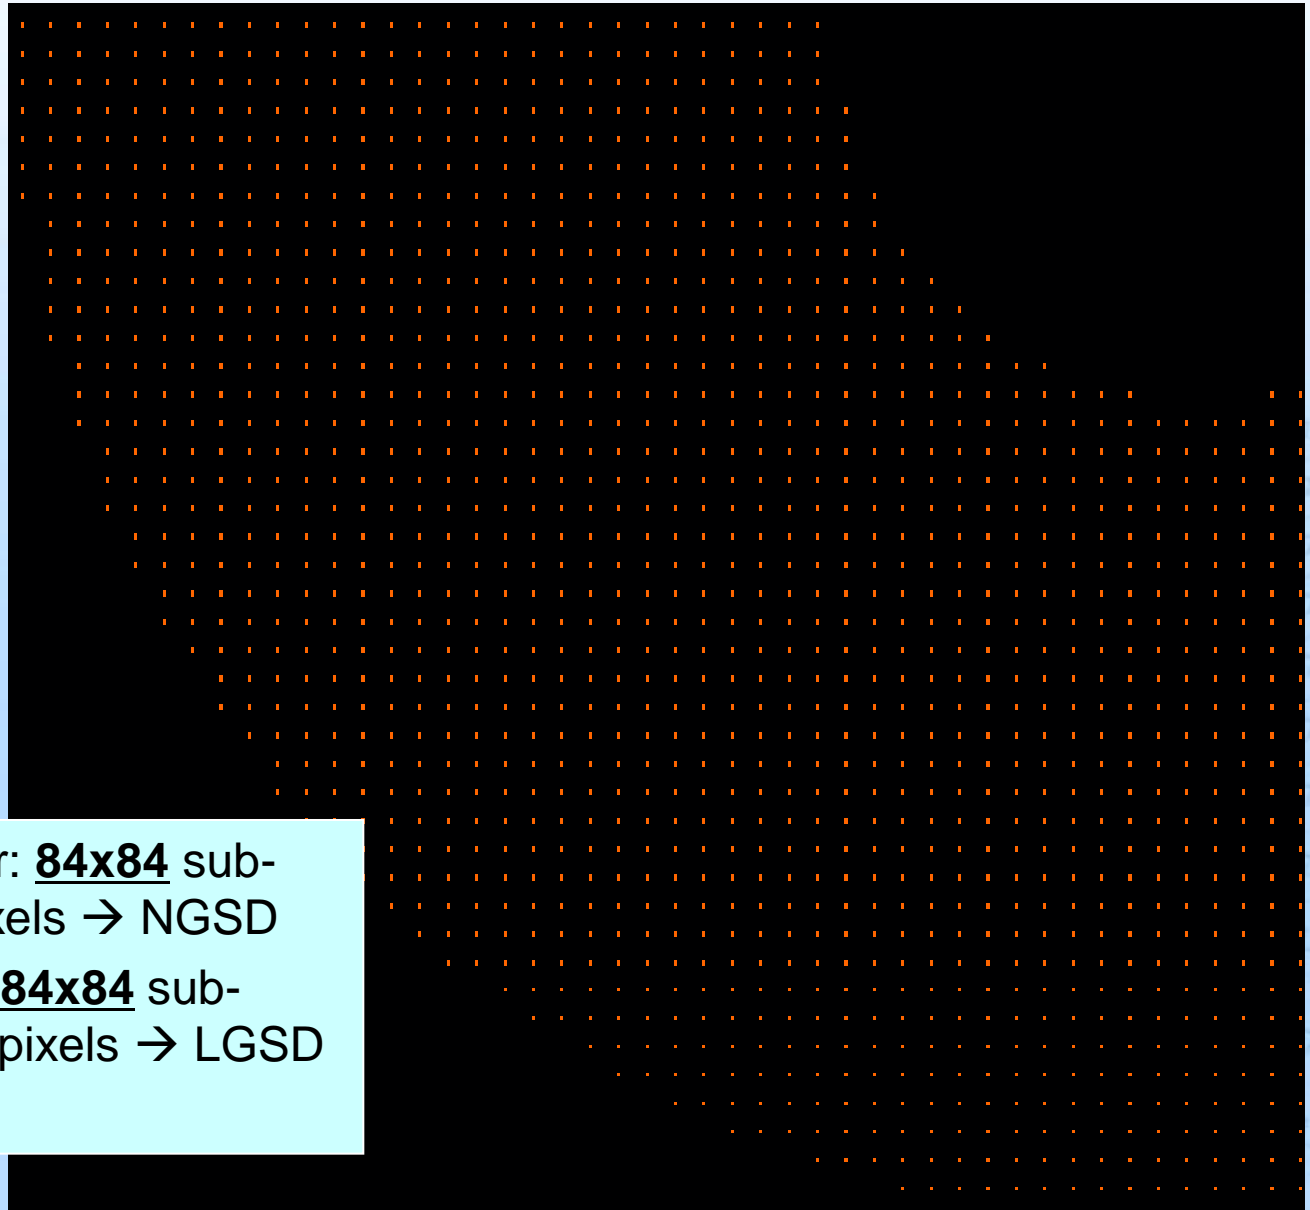 r: 84x84 sub-
xels → NGSD
84x84 sub-
pixels → LGSD